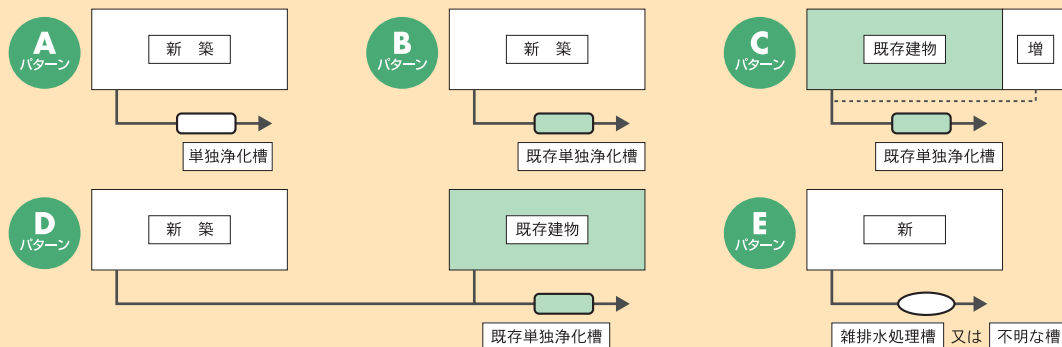 A
パターン
新 築
単独浄化槽
B
パターン
新 築
既存単独浄化槽
C
パターン
既存建物
増
既存単独浄化槽
D
パターン
新 築
既存建物
既存単独浄化槽
E
パターン
新
雑排水処理槽 又は 不明な槽